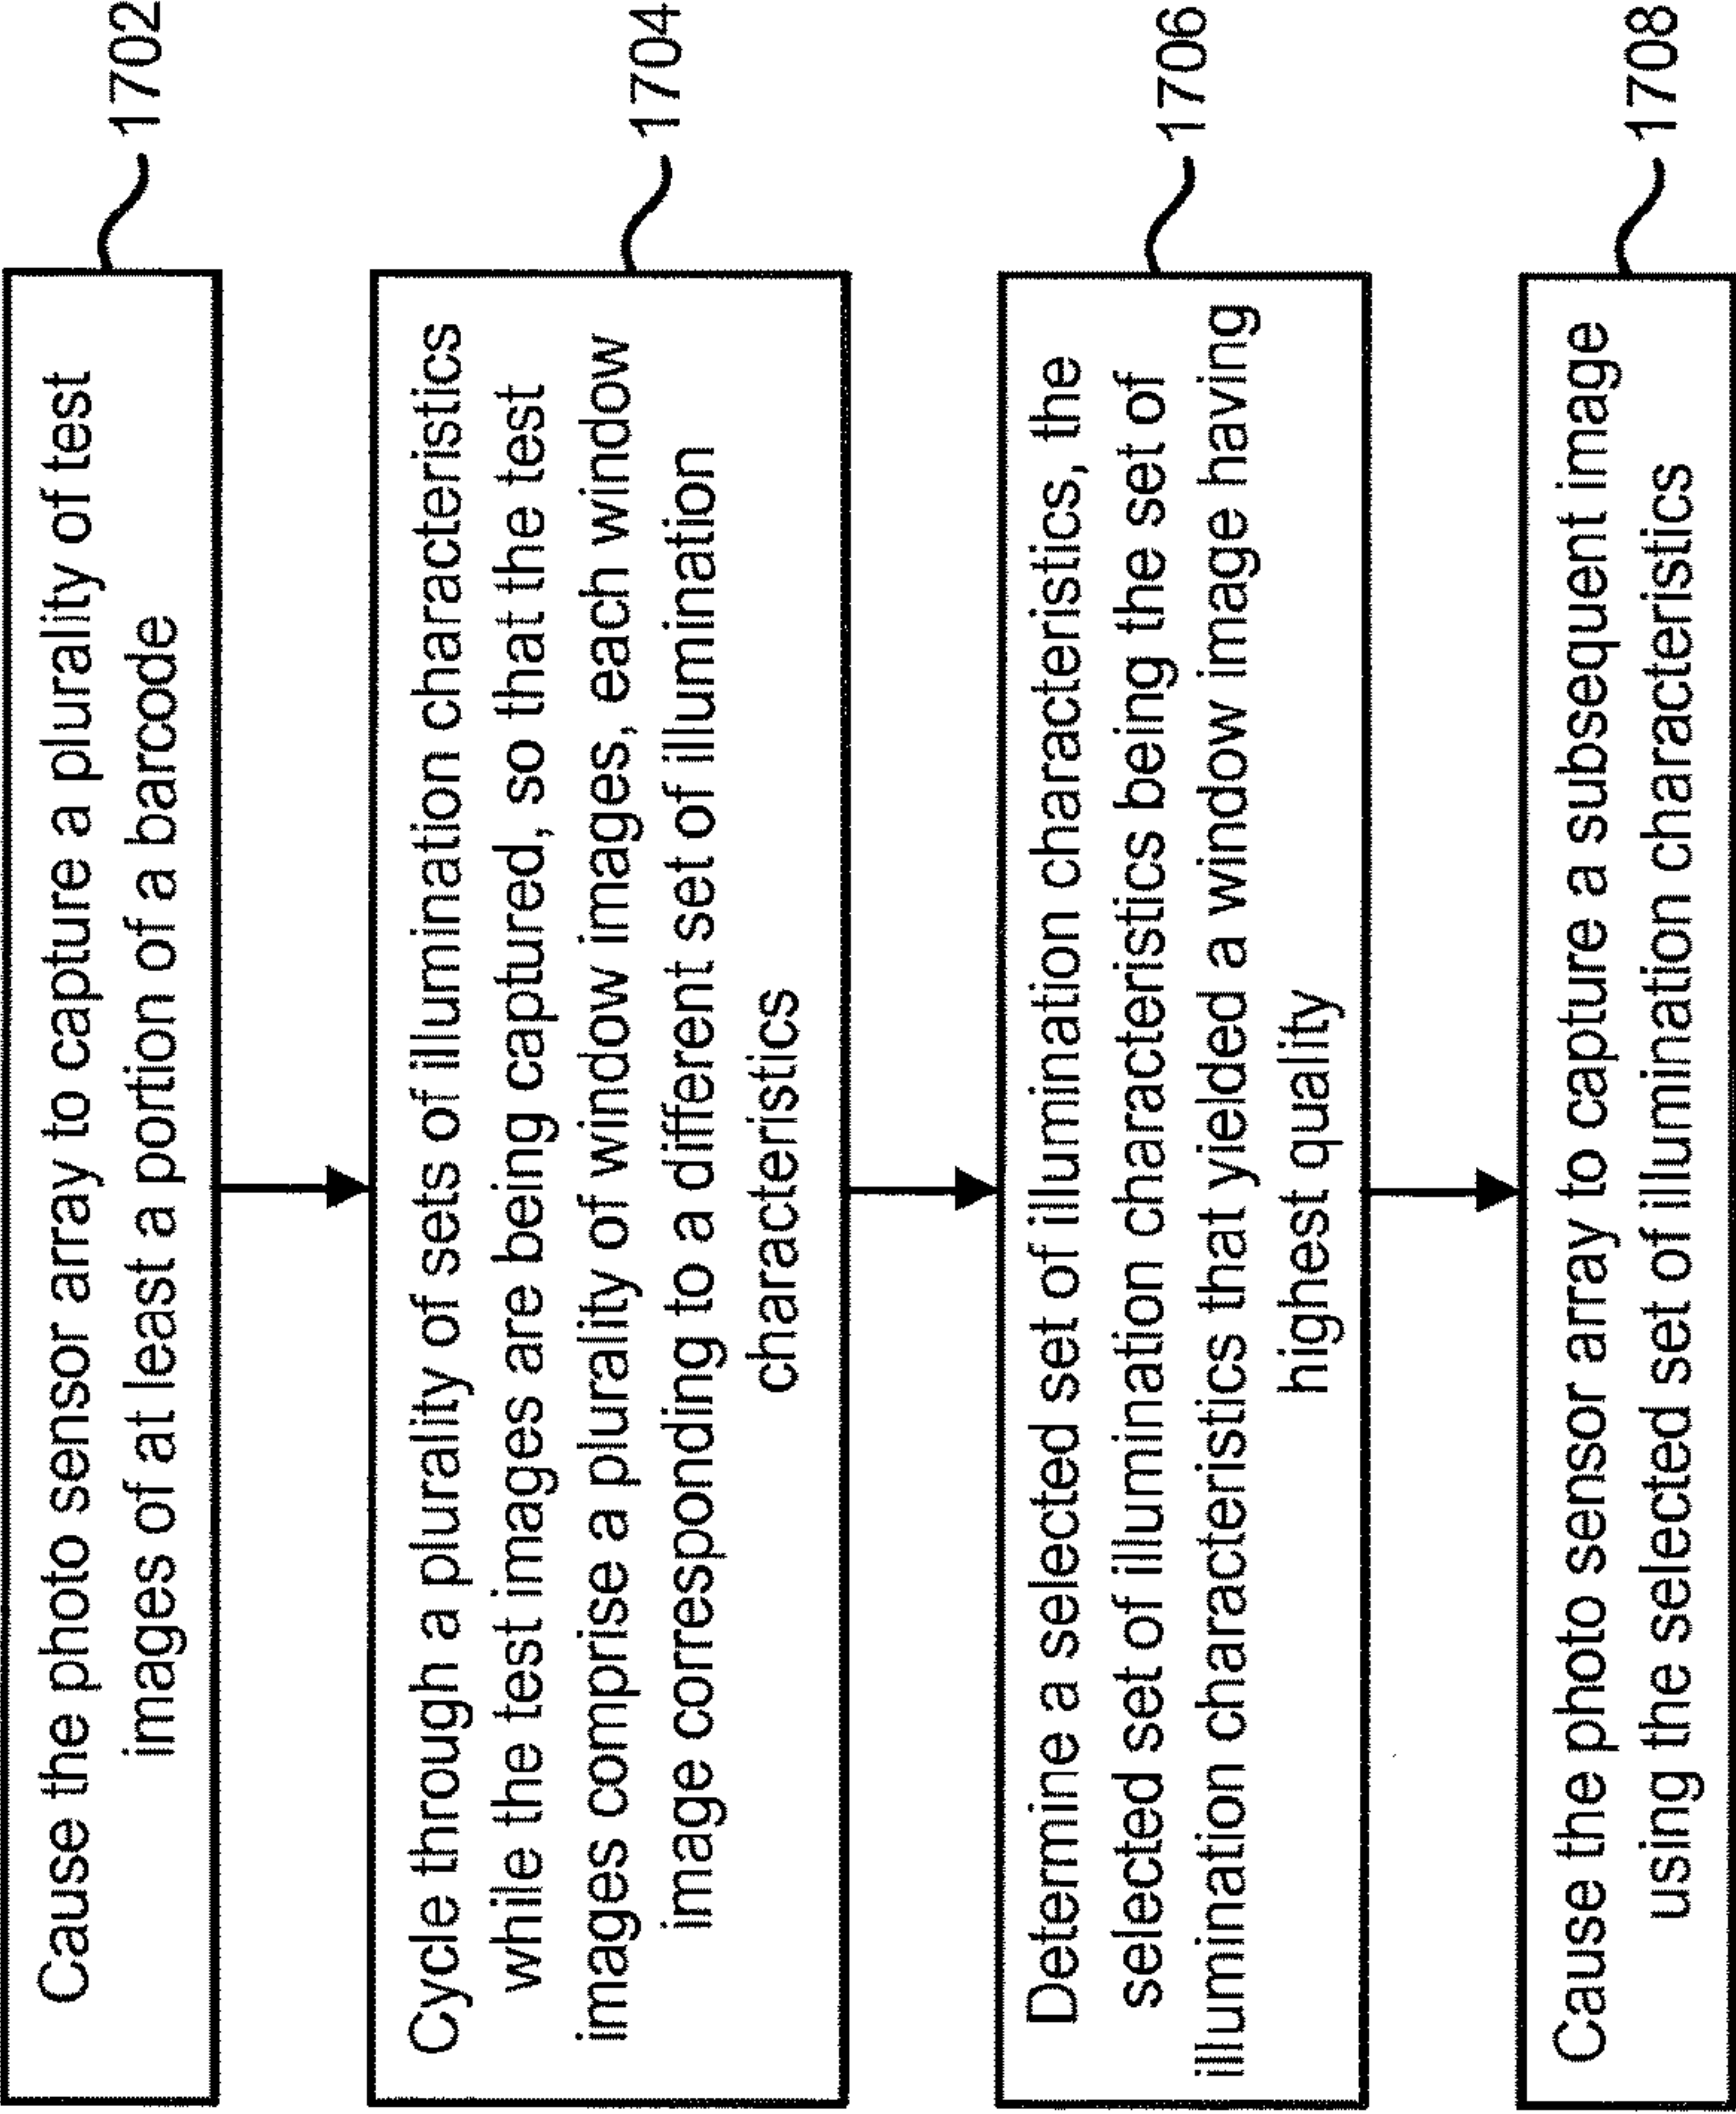 Cause the photo sensor array to capture a plurality of test
images of at least a portion of a barcode
1702
Cycle through a plurality of sets of illumination characteristics
while the test images are being captured, so that the test
images comprise a plurality of window images, each window
image corresponding to a different set of illumination
characteristics
1704
Determine a selected set of illumination characteristics, the
selected set of illumination characteristics being the set of
illumination characteristics that yielded a window image having
highest quality
1706
Cause the photo sensor array to capture a subsequent image
using the selected set of illumination characteristics
1708